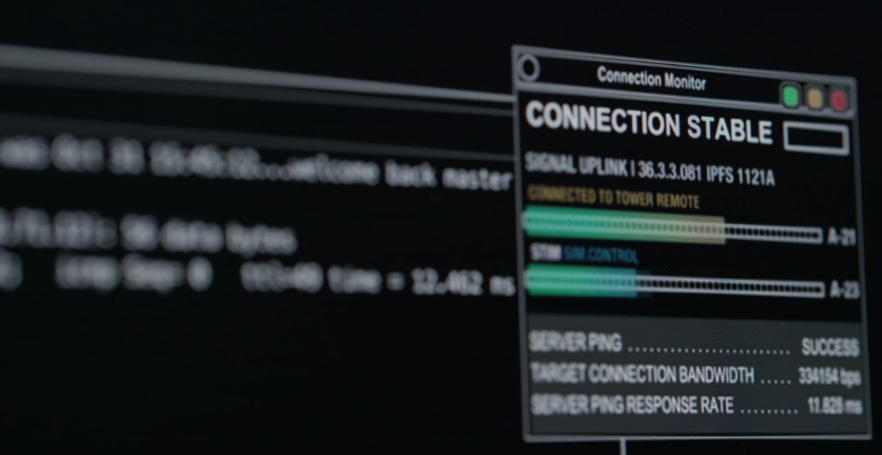 welcome back master
data bytes
time = 12.462 ms
Connection Monitor
CONNECTION STABLE
SIGNAL UPLINK | 36.3.3.081 IPFS 1121A
CONNECTED TO TOWER REMOTE
A-21
STIM SIM.CONTROL
A-23
SERVER PING ........................ SUCCESS
TARGET CONNECTION BANDWIDTH ..... 334154 bps
SERVER PING RESPONSE RATE ......... 11.828 ms